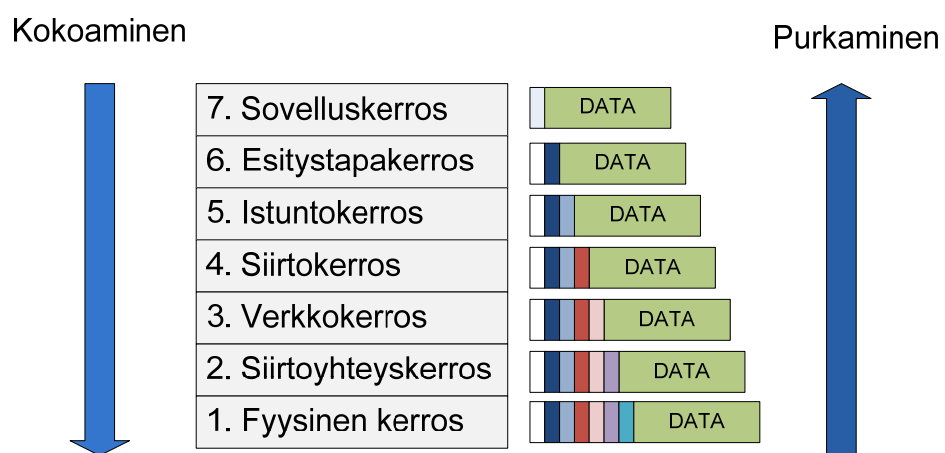 Kokoaminen
Purkaminen
7. Sovelluskerros
DATA
6. Esitystapakerros
DATA
5. Istuntokerros
DATA
4. Siirtokerros
DATA
3. Verkkokerros
DATA
2. Siirtoyhteyskerros
DATA
1. Fyysinen kerros
DATA